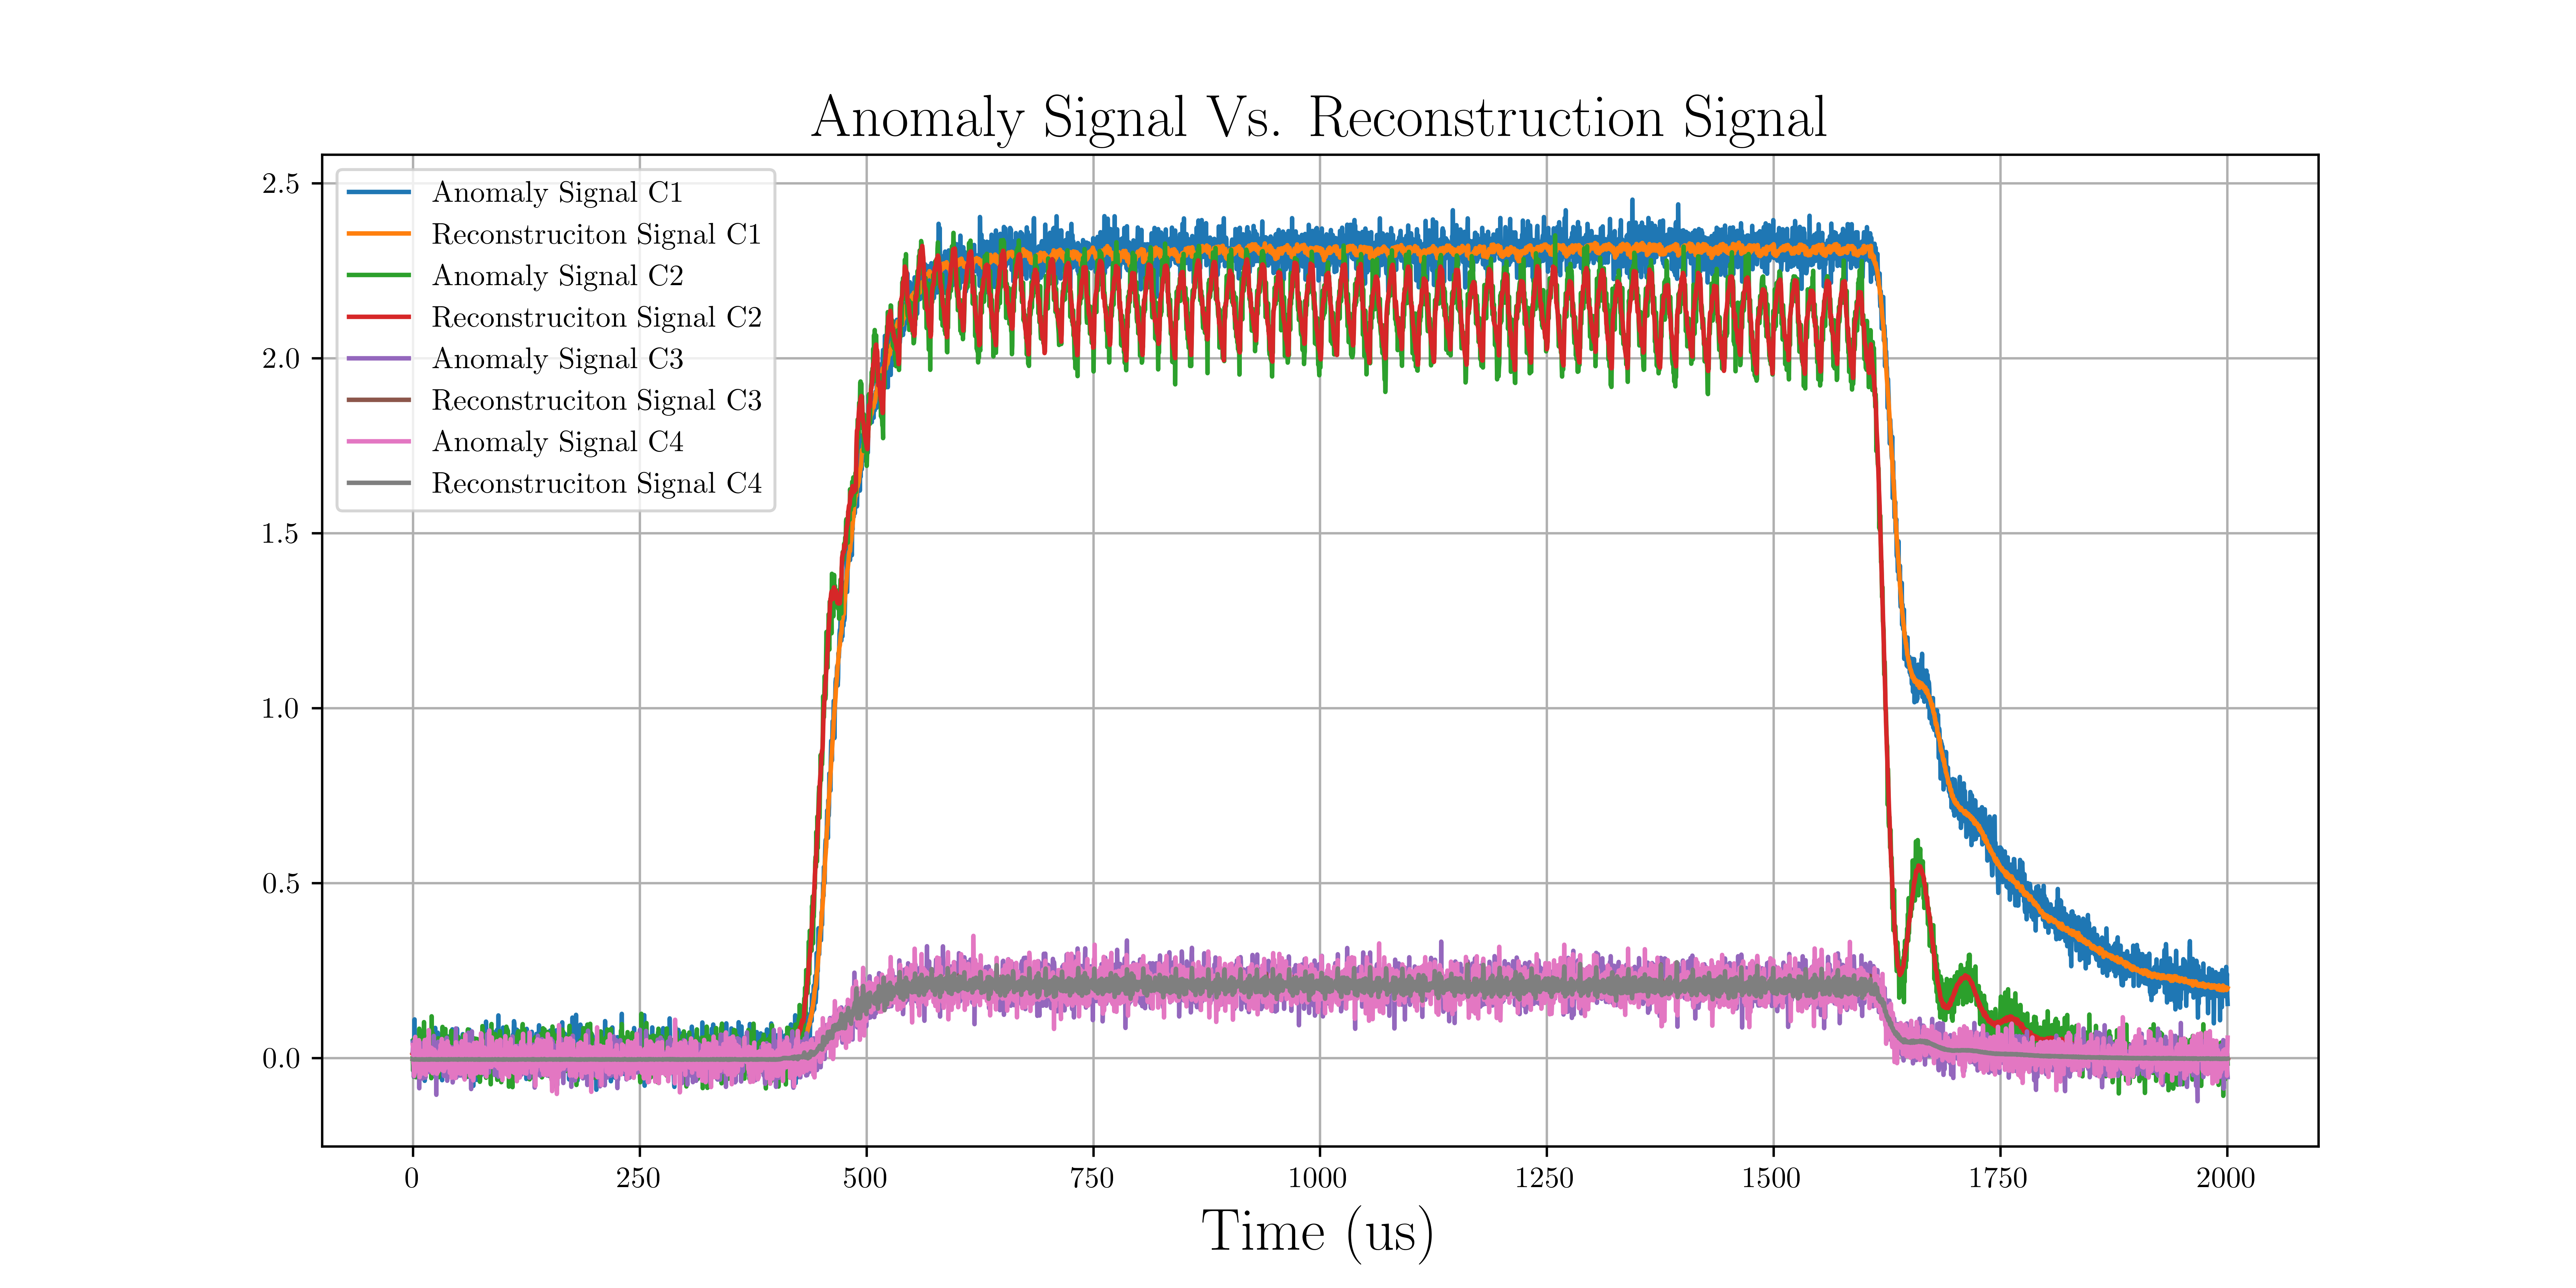 Anomaly Signal Vs. Reconstruction Signal
2.5
2.0
1.5
1.0
0.5
0.0
Anomaly Signal C1
Reconstruciton Signal C1
Anomaly Signal C2
Reconstruciton Signal C2
Anomaly Signal C3
Reconstruciton Signal C3
Anomaly Signal C4
Reconstruciton Signal C4
0 250 500 750 1000 1250 1500 1750 2000
Time (us)